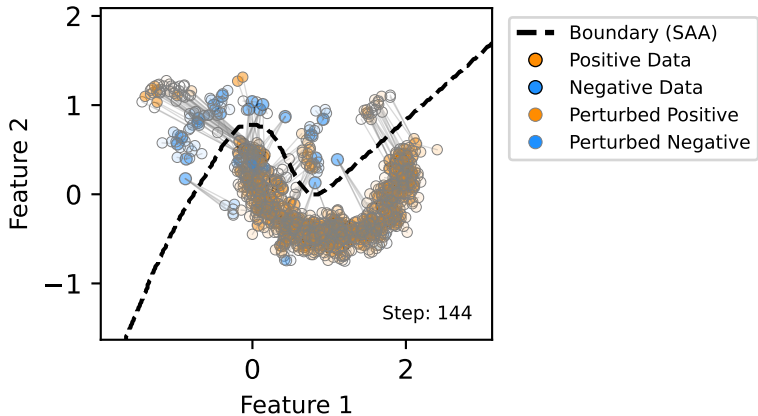 2
1
0
−1
Feature 2
0
2
Feature 1
Step: 144
Boundary (SAA)
Positive Data
Negative Data
Perturbed Positive
Perturbed Negative